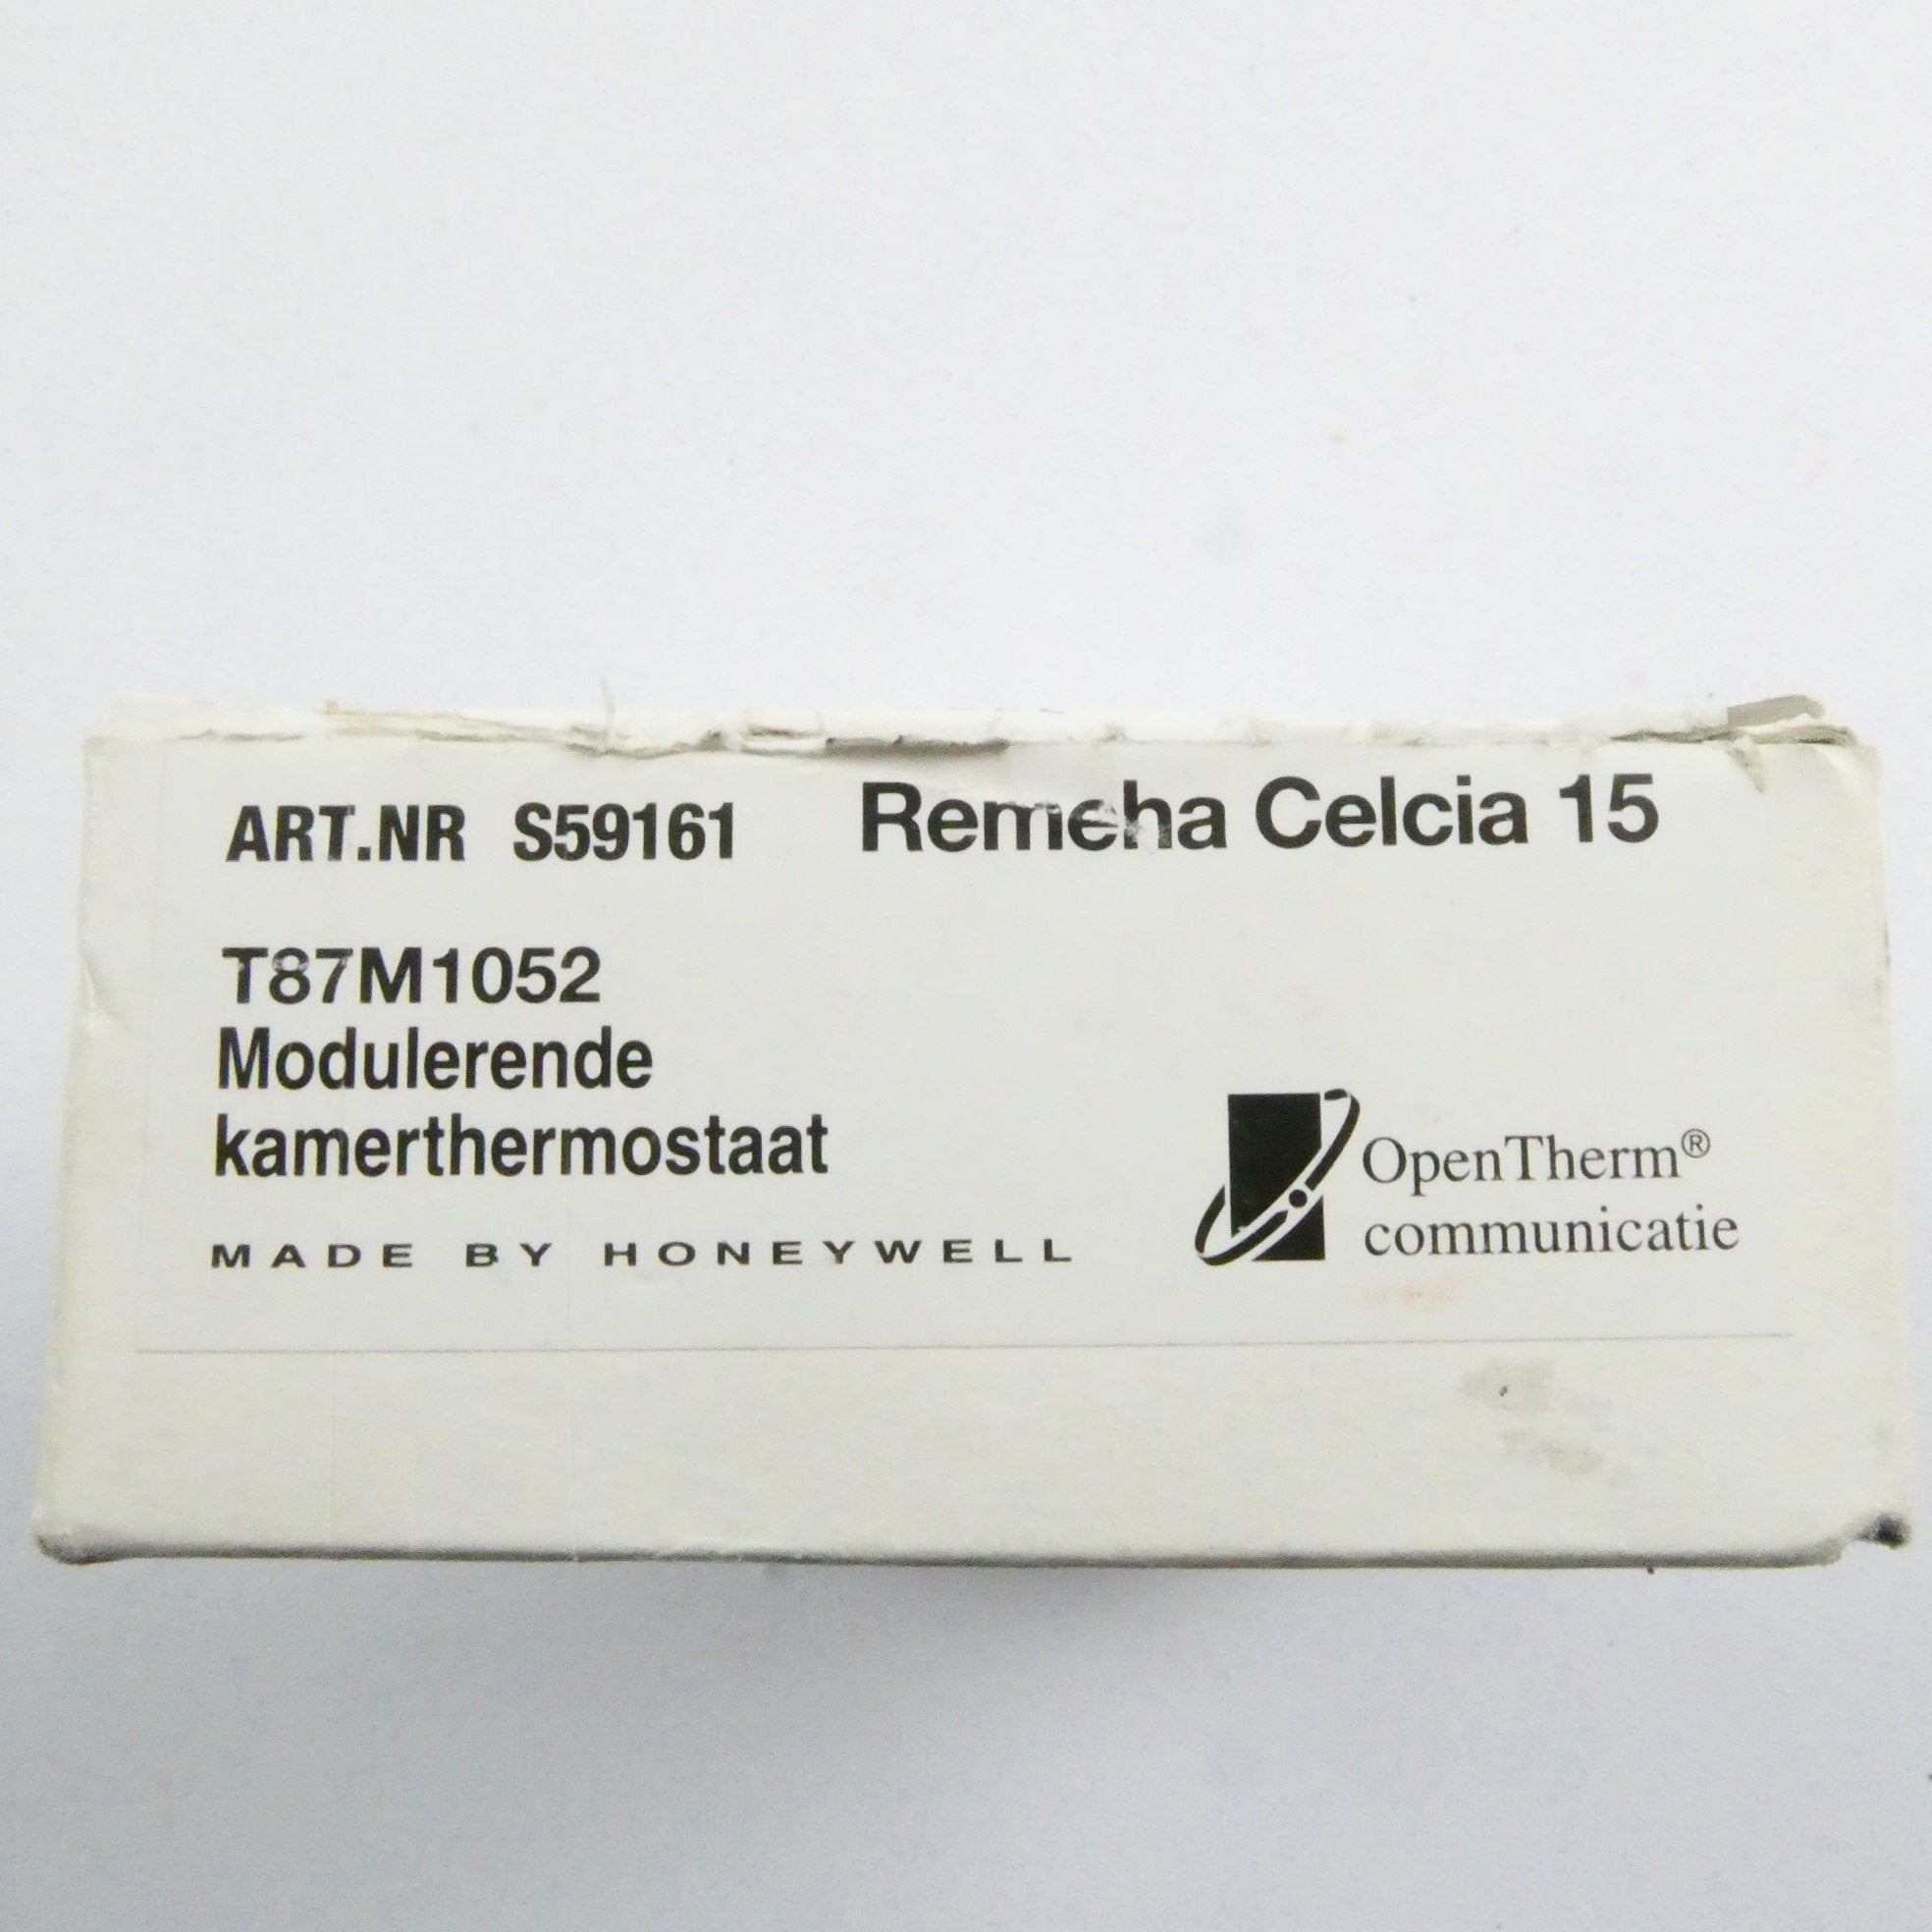 ART.NR S59161 Remeha Celcia 15
T87M1052
Modulerende
kamerthermostaat
MADE BY HONEYWELL
OpenTherm®
communicatie